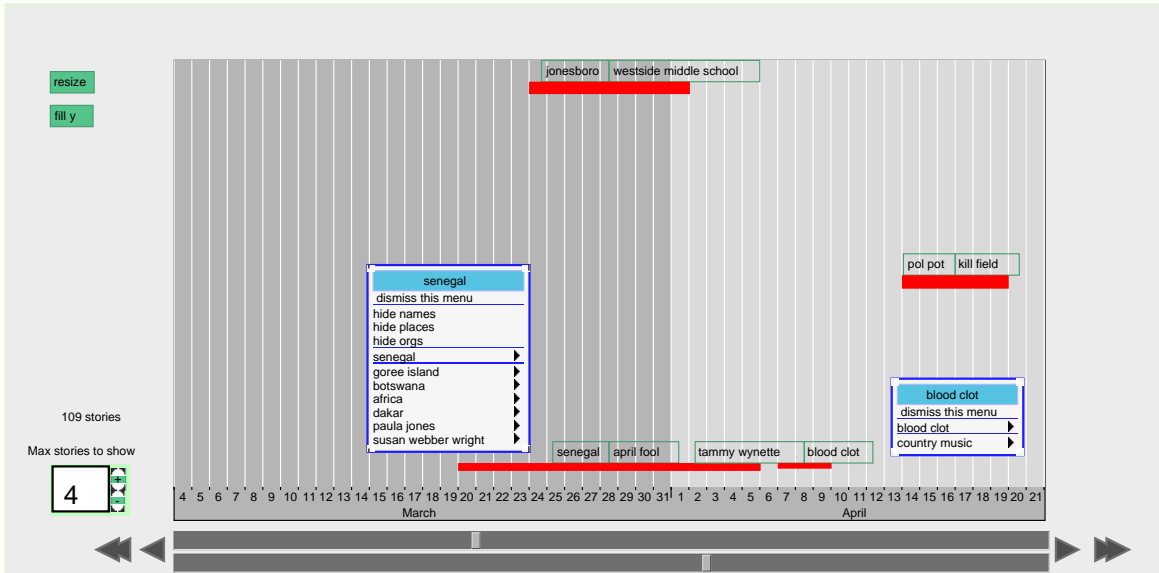 jonesboro westside middle school
resize
fill y
pol pot kill field
senegal
dismiss this menu
hide names
hide places
hide orgs
senegal
goree island
botswana
africa
dakar
paula jones
susan webber wright
blood clot
dismiss this menu
blood clot
country music
109 stories
Max stories to show
4
+
-
senegal april fool tammy wynette blood clot
4 5 6 7 8 9 10 11 12 13 14 15 16 17 18 19 20 21 22 23 24 25 26 27 28 29 30 31 1 2 3 4 5 6 7 8 9 10 11 12 13 14 15 16 17 18 19 20 21
March April